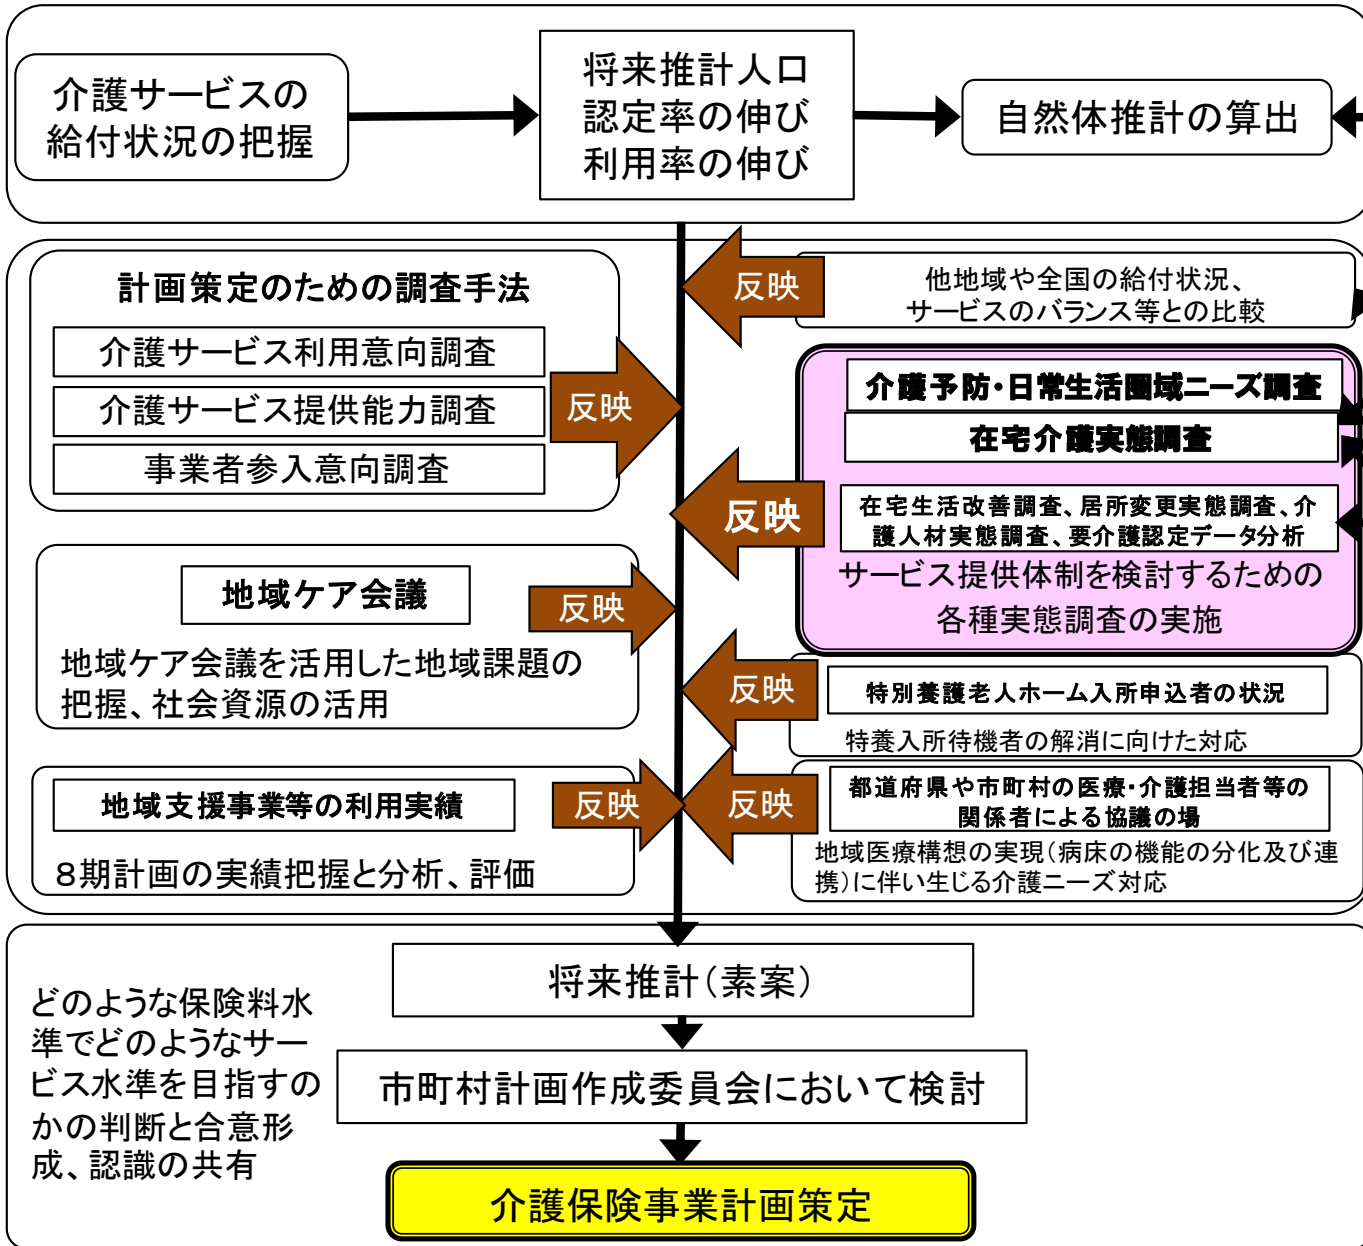 介護サービスの
給付状況の把握
将来推計人口
認定率の伸び
利用率の伸び
自然体推計の算出
計画策定のための調査手法
介護サービス利用意向調査
介護サービス提供能力調査
事業者参入意向調査
反映
反映
他地域や全国の給付状況、
サービスのバランス等との比較
介護予防・日常生活圏域ニーズ調査
在宅介護実態調査
反映
在宅生活改善調査、居所変更実態調査、介
護人材実態調査、要介護認定データ分析
サービス提供体制を検討するための
各種実態調査の実施
地域ケア会議
地域ケア会議を活用した地域課題の
把握、社会資源の活用
反映
反映
特別養護老人ホーム入所申込者の状況
特養入所待機者の解消に向けた対応
地域支援事業等の利用実績
8期計画の実績把握と分析、評価
反映
反映
都道府県や市町村の医療・介護担当者等の
関係者による協議の場
地域医療構想の実現(病床の機能の分化及び連
携)に伴い生じる介護ニーズ対応
どのような保険料水
準でどのようなサー
ビス水準を目指すの
かの判断と合意形
成、認識の共有
将来推計(素案)
市町村計画作成委員会において検討
介護保険事業計画策定